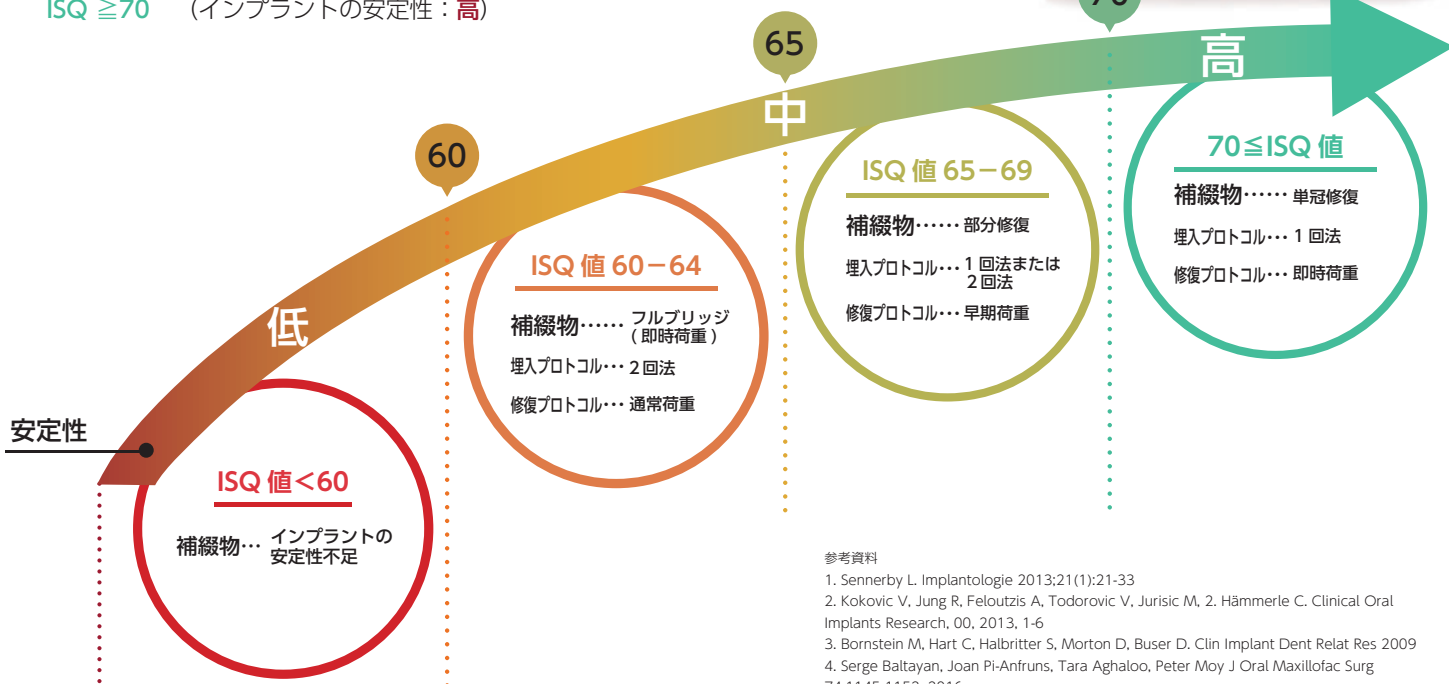 ISQ ≧70 （インプラントの安定性：高）
70
高
65
中
60
低
安定性
70≦ISQ 値
補綴物…… 単冠修復
埋入プロトコル… 1 回法
修復プロトコル… 即時荷重
ISQ 値 65－69
補綴物…… 部分修復
埋入プロトコル… 1 回法または
2 回法
修復プロトコル… 早期荷重
ISQ 値 60－64
補綴物…… フルブリッジ
( 即時荷重 )
埋入プロトコル… 2 回法
修復プロトコル… 通常荷重
ISQ 値＜60
補綴物… インプラントの
安定性不足
参考資料
1. Sennerby L. Implantologie 2013;21(1):21-33
2. Kokovic V, Jung R, Feloutzis A, Todorovic V, Jurisic M, 2. Hämmerle C. Clinical Oral
Implants Research, 00, 2013, 1-6
3. Bornstein M, Hart C, Halbritter S, Morton D, Buser D. Clin Implant Dent Relat Res 2009
4. Serge Baltayan, Joan Pi-Anfruns, Tara Aghaloo, Peter Moy J Oral Maxillofac Surg